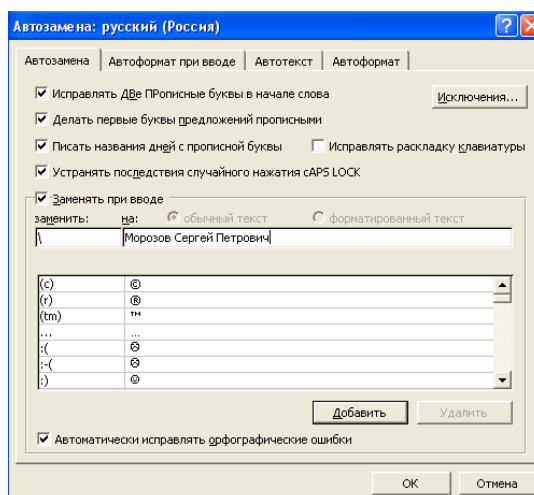 Автозамена: русский (Россия)
Автозамена Автоформат при вводе Автотекст Автоформат
Исправлять ДВе ПРописные буквы в начале слова Исключения...
Делать первые буквы предложений прописными
Писать названия дней с прописной буквы Исправлять раскладку клавиатуры
Устранять последствия случайного нажатия cAPS LOCK
Заменять при вводе
заменить: на: обычный текст форматированный текст
\ Морозов Сергей Петрович
(c) ©
(r) ®
(tm) ™
... …
:( ☹
:-( ☹
:) ☺
Добавить Удалить
Автоматически исправлять орфографические ошибки
ОК Отмена